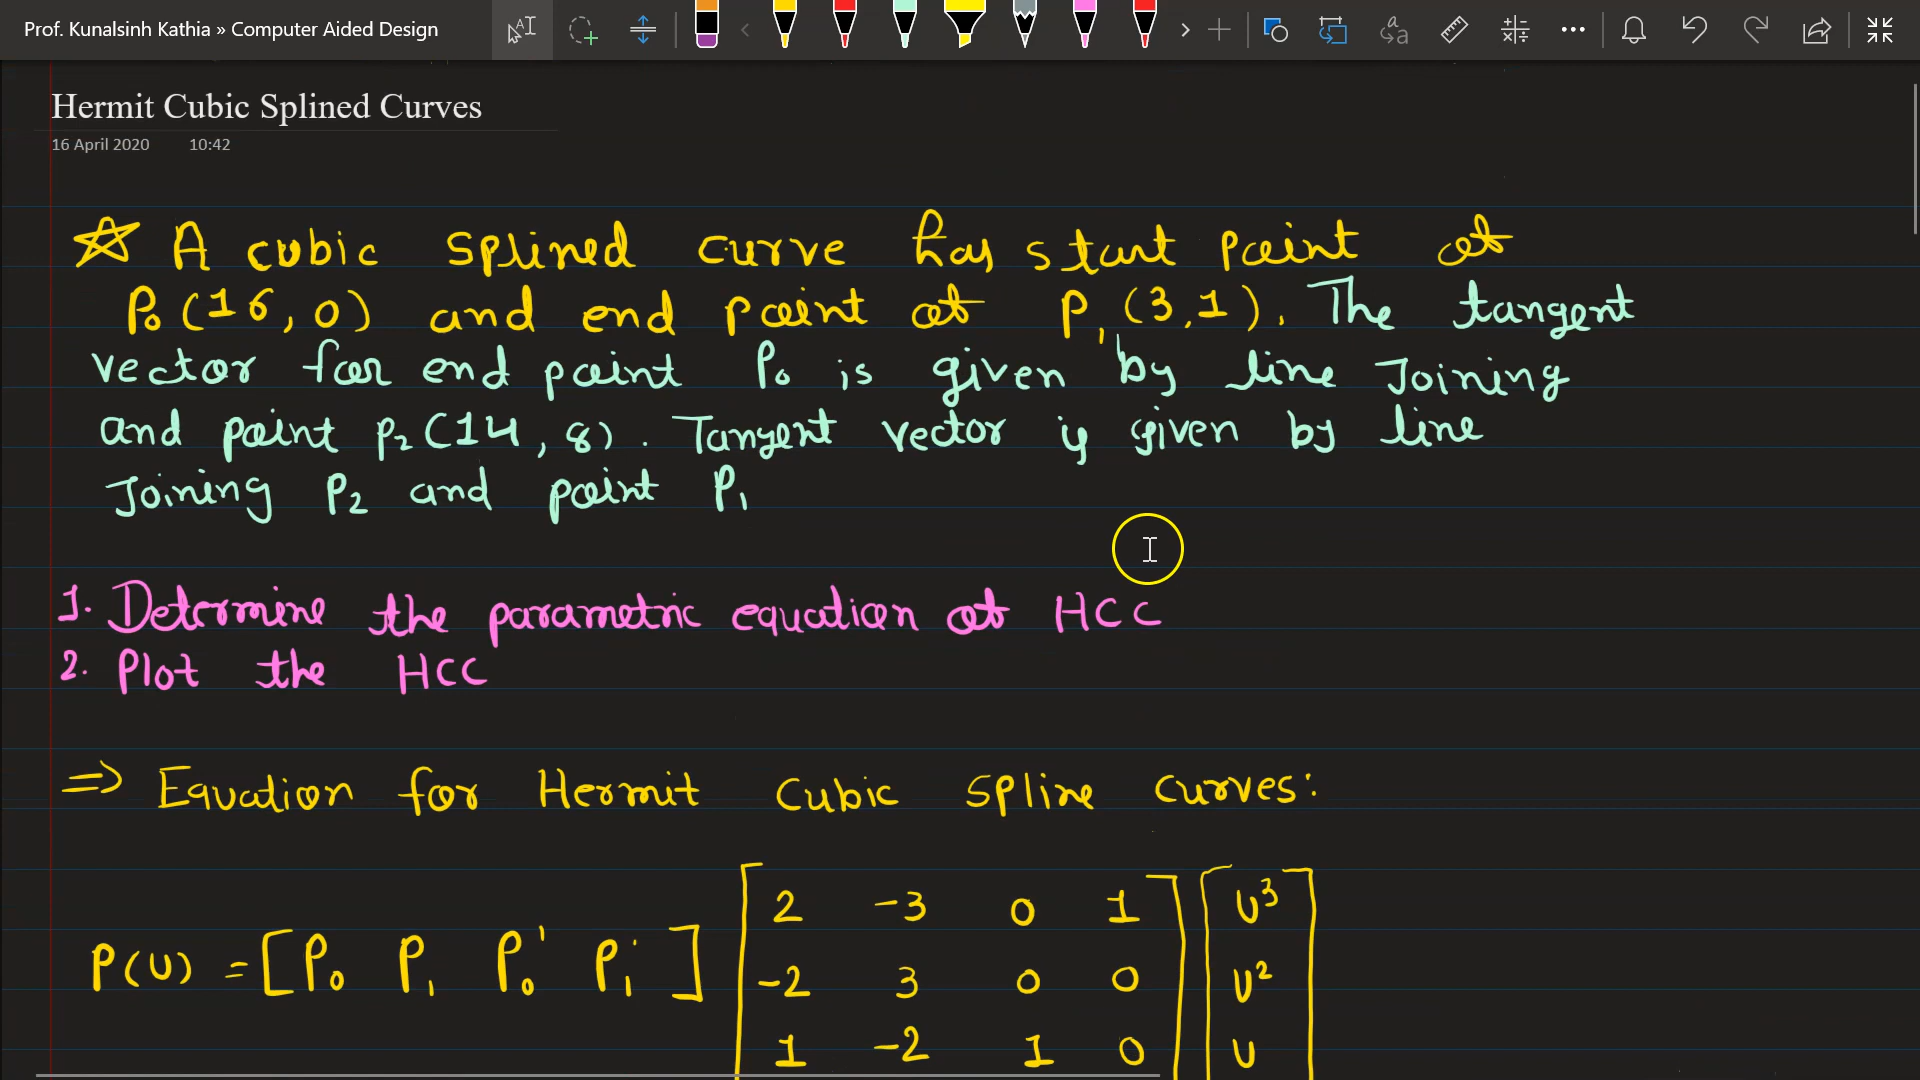 Prof. Kunalsinh Kathia » Computer Aided Design
Hermit Cubic Splined Curves
16 April 2020 10:42
A cubic splined curve has start point at
P₀ (16,0) and end point at P₁ (3,1). The tangent
vector for end point P₀ is given by line Joining
and point P₂ (14,8). Tangent vector is given by line
Joining P₂ and point P₁
1. Determine the parametric equation of HCC
2. Plot the HCC
⇒ Equation for Hermit Cubic Spline Curves:
P(U) = [P₀ P₁ P₀' P₁'] [2 -3 0 1] [U³]
-2 3 0 0 U²
1 -2 1 0 U